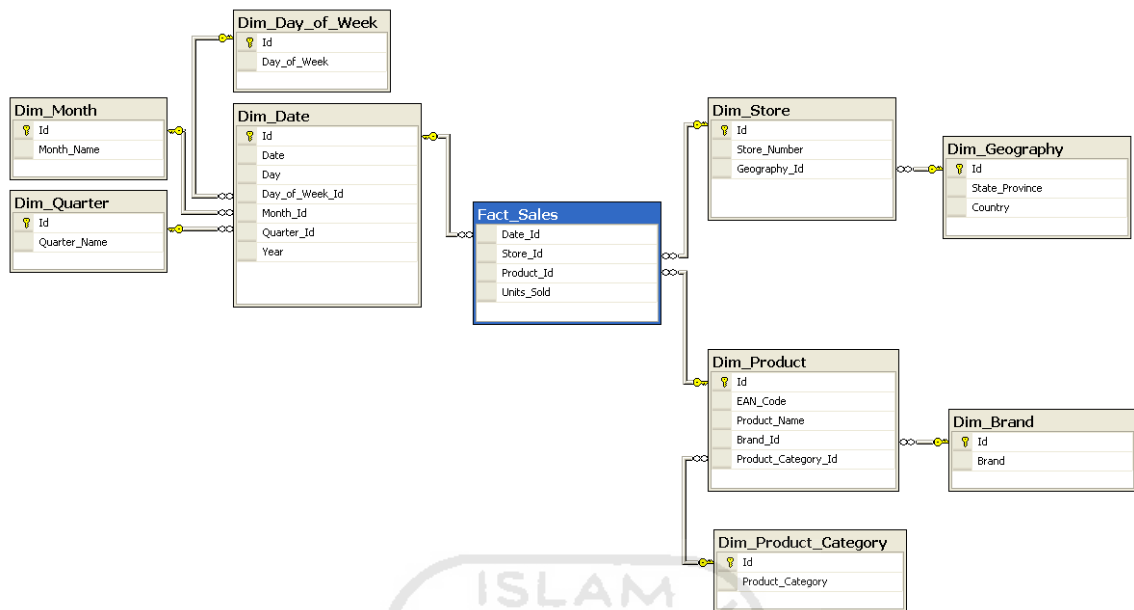 Dim_Day_of_Week
Id
Day_of_Week
Dim_Month
Id
Month_Name
Dim_Quarter
Id
Quarter_Name
Dim_Date
Id
Date
Day
Day_of_Week_Id
Month_Id
Quarter_Id
Year
Fact_Sales
Date_Id
Store_Id
Product_Id
Units_Sold
Dim_Store
Id
Store_Number
Geography_Id
Dim_Geography
Id
State_Province
Country
Dim_Product
Id
EAN_Code
Product_Name
Brand_Id
Product_Category_Id
Dim_Brand
Id
Brand
Dim_Product_Category
Id
Product_Category
ISLAM